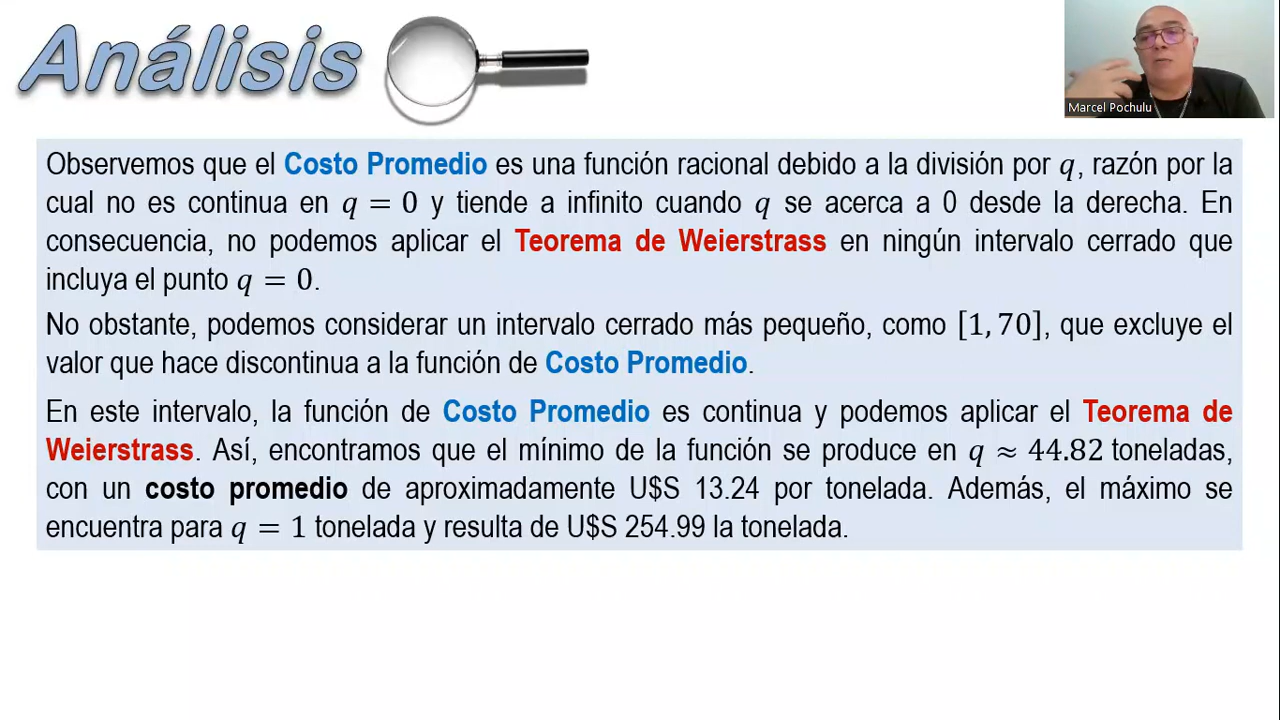 Análisis
Marcel Pochulu
Observemos que el Costo Promedio es una función racional debido a la división por q, razón por la
cual no es continua en q = 0 y tiende a infinito cuando q se acerca a 0 desde la derecha. En
consecuencia, no podemos aplicar el Teorema de Weierstrass en ningún intervalo cerrado que
incluya el punto q = 0.
No obstante, podemos considerar un intervalo cerrado más pequeño, como [1, 70], que excluye el
valor que hace discontinua a la función de Costo Promedio.
En este intervalo, la función de Costo Promedio es continua y podemos aplicar el Teorema de
Weierstrass. Así, encontramos que el mínimo de la función se produce en q ≈ 44.82 toneladas,
con un costo promedio de aproximadamente U$S 13.24 por tonelada. Además, el máximo se
encuentra para q = 1 tonelada y resulta de U$S 254.99 la tonelada.